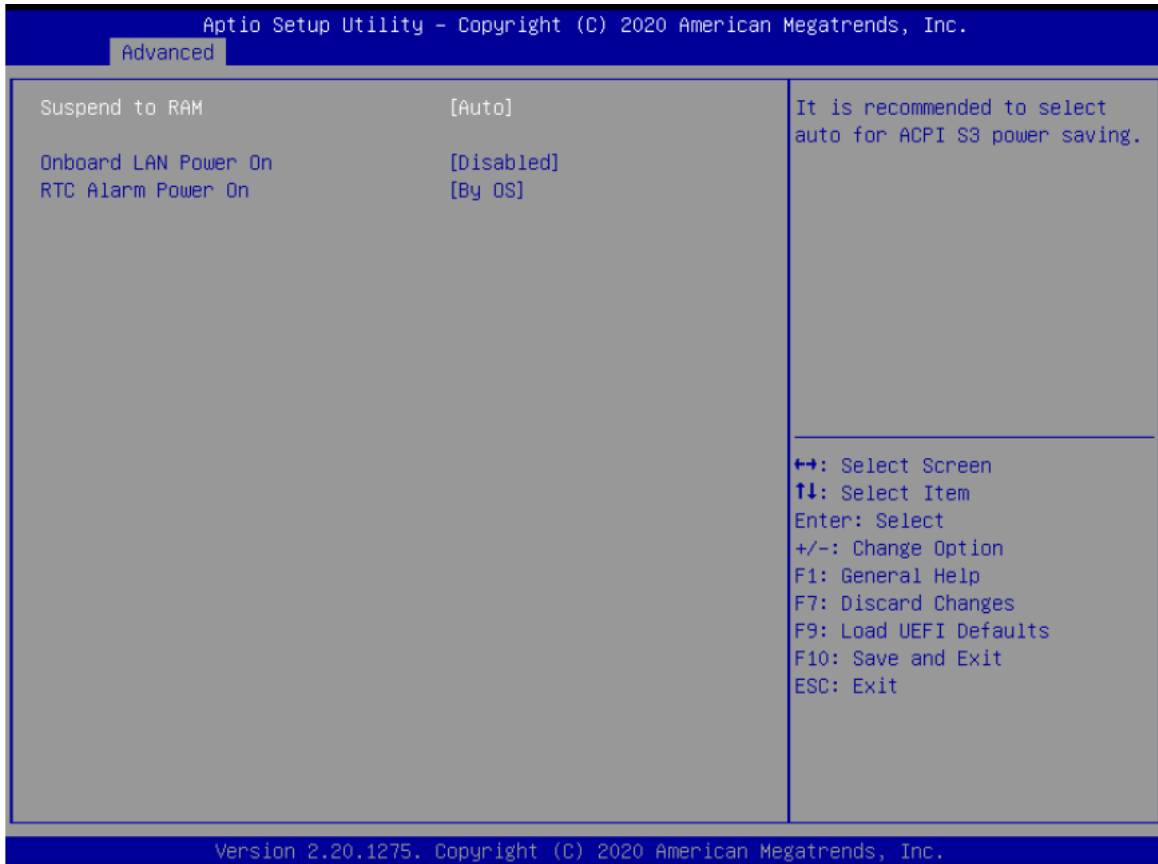 Aptio Setup Utility – Copyright (C) 2020 American Megatrends, Inc.
Advanced
Suspend to RAM [Auto]
Onboard LAN Power On [Disabled]
RTC Alarm Power On [By OS]
It is recommended to select
auto for ACPI S3 power saving.
↔: Select Screen
↑↓: Select Item
Enter: Select
+/-: Change Option
F1: General Help
F7: Discard Changes
F9: Load UEFI Defaults
F10: Save and Exit
ESC: Exit
Version 2.20.1275. Copyright (C) 2020 American Megatrends, Inc.